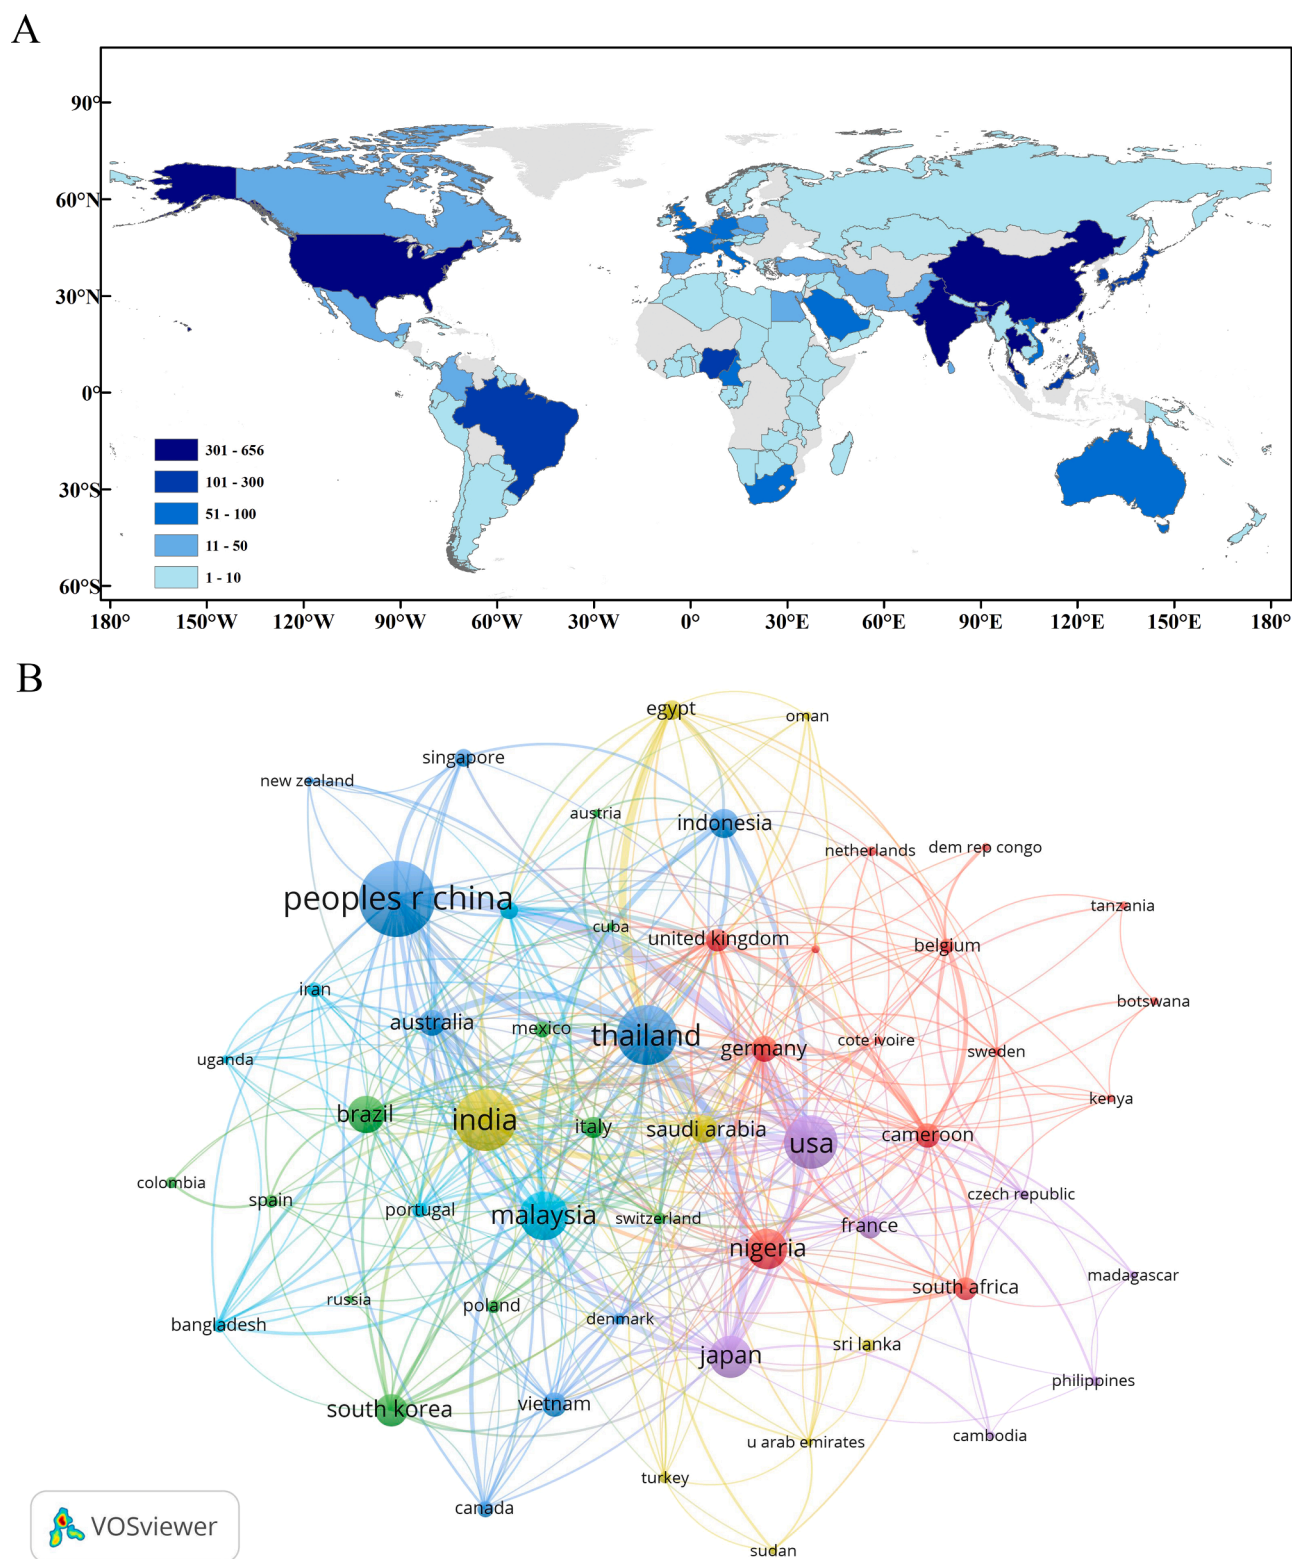 A
90°
60°N
30°N
0°
30°S
60°S
301 - 656
101 - 300
51 - 100
11 - 50
1 - 10
180° 150°W 120°W 90°W 60°W 30°W 0° 30°E 60°E 90°E 120°E 150°E 180°
B
egypt
oman
singapore
new zealand
austria
indonesia
netherlands
dem rep congo
peoples r china
tanzania
cuba
united kingdom
belgium
iran
botswana
australia
mexico
thailand
germany
cote ivoire
sweden
uganda
kenya
brazil
india
italy
saudi arabia
usa
cameroon
colombia
spain
portugal
malaysia
switzerland
czech republic
france
nigeria
madagascar
south africa
russia
poland
bangladesh
denmark
sri lanka
japan
philippines
south korea
vietnam
cambodia
u arab emirates
turkey
canada
VOSviewer
sudan